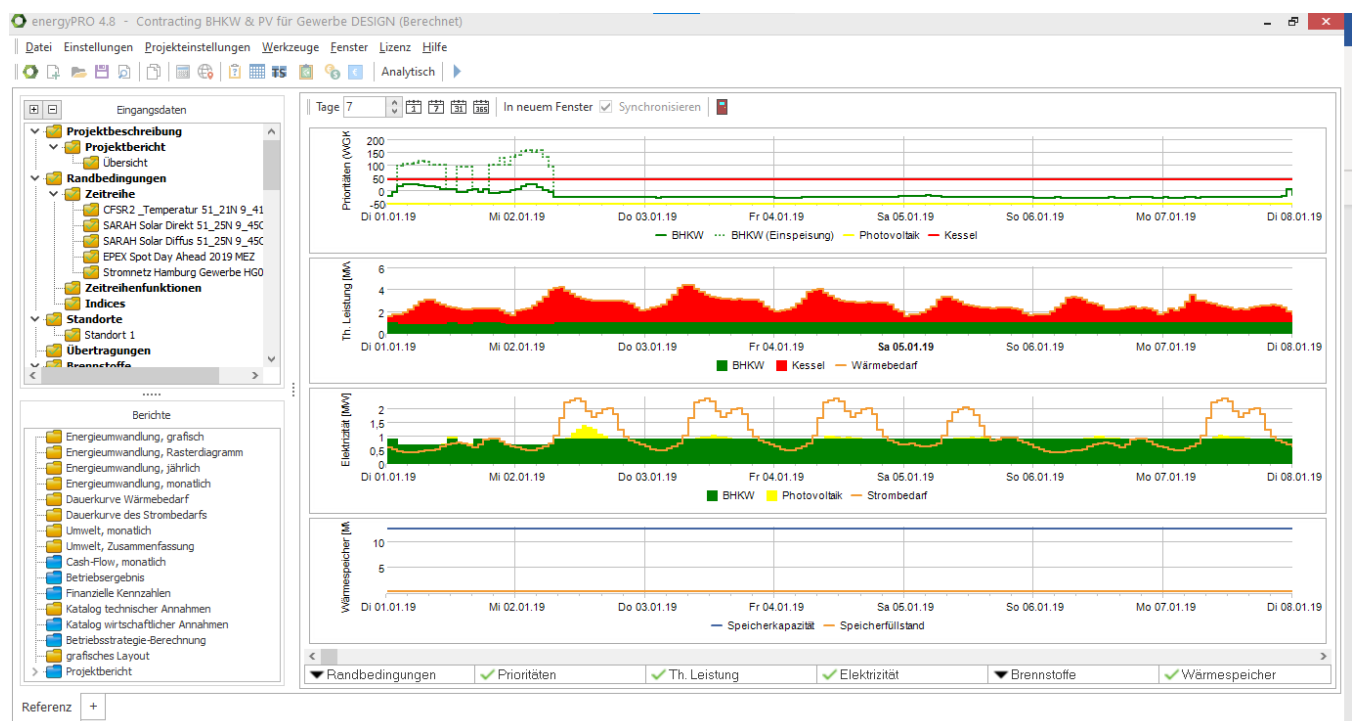 energyPRO 4.8 - Contracting BHKW & PV für Gewerbe DESIGN (Berechnet)
Datei Einstellungen Projekteinstellungen Werkzeuge Fenster Lizenz Hilfe
Analytisch
Eingangsdaten
Projektbeschreibung
Projektbericht
Übersicht
Randbedingungen
Zeitreihe
CFSR2 _Temperatur 51_21N 9_41
SARAH Solar Direkt 51_25N 9_45C
SARAH Solar Diffus 51_25N 9_45C
EPEX Spot Day Ahead 2019 MEZ
Stromnetz Hamburg Gewerbe HG0
Zeitreihenfunktionen
Indices
Standorte
Standort 1
Übertragungen
Brennstoffe
Berichte
Energieumwandlung, grafisch
Energieumwandlung, Rasterdiagramm
Energieumwandlung, jährlich
Energieumwandlung, monatlich
Dauerkurve Wärmebedarf
Dauerkurve des Strombedarfs
Umwelt, monatlich
Umwelt, Zusammenfassung
Cash-Flow, monatlich
Betriebsergebnis
Finanzielle Kennzahlen
Katalog technischer Annahmen
Katalog wirtschaftlicher Annahmen
Betriebsstrategie-Berechnung
grafisches Layout
Projektbericht
Tage 7 1 7 31 365 In neuem Fenster Synchronisieren
Prioritäten (WGK
200
150
100
50
0
-50
Di 01.01.19 Mi 02.01.19 Do 03.01.19 Fr 04.01.19 Sa 05.01.19 So 06.01.19 Mo 07.01.19 Di 08.01.19
BHKW BHKW (Einspeisung) Photovoltaik Kessel
Th. Leistung [MW
6
4
2
0
Di 01.01.19 Mi 02.01.19 Do 03.01.19 Fr 04.01.19 Sa 05.01.19 So 06.01.19 Mo 07.01.19 Di 08.01.19
BHKW Kessel Wärmebedarf
Elektrizität [MW]
2
1,5
1
0,5
0
Di 01.01.19 Mi 02.01.19 Do 03.01.19 Fr 04.01.19 Sa 05.01.19 So 06.01.19 Mo 07.01.19 Di 08.01.19
BHKW Photovoltaik Strombedarf
Wärmespeicher [M
10
5
Di 01.01.19 Mi 02.01.19 Do 03.01.19 Fr 04.01.19 Sa 05.01.19 So 06.01.19 Mo 07.01.19 Di 08.01.19
Speicherkapazität Speicherfüllstand
Randbedingungen Prioritäten Th. Leistung Elektrizität Brennstoffe Wärmespeicher
Referenz +